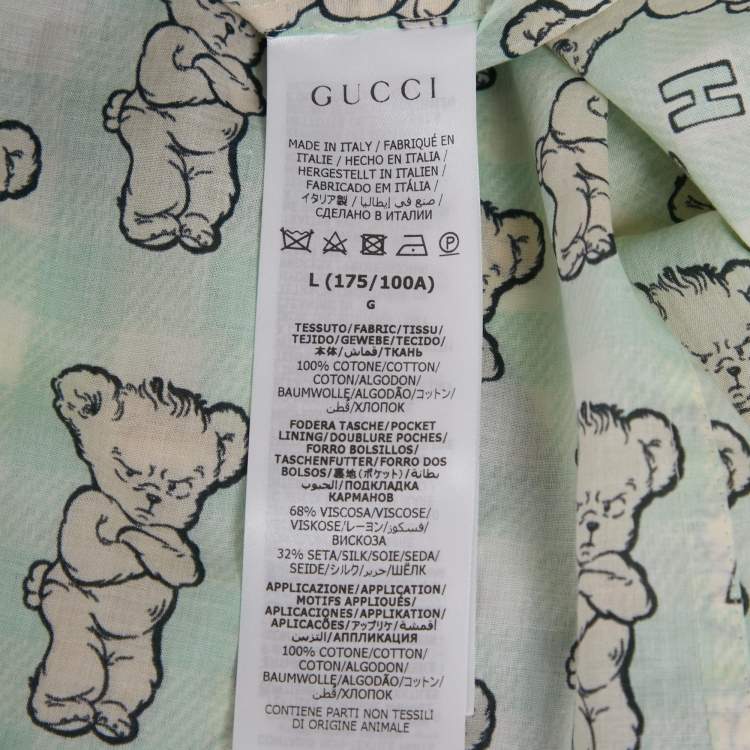 GUCCI
MADE IN ITALY / FABRIQUÉ EN
ITALIE / HECHO EN ITALIA /
HERGESTELLT IN ITALIEN /
FABRICADO EM ITÁLIA /
イタリア製 / صنع في إيطاليا /
СДЕЛАНО В ИТАЛИИ
L (175/100A)
G
TESSUTO/FABRIC/TISSU/
TEJIDO/GEWEBE/TECIDO/
本体/قماش/ТКАНЬ
100% COTONE/COTTON/
COTON/ALGODON/
BAUMWOLLE/ALGODÃO/コットン/
قطن/ХЛОПОК
FODERA TASCHE/POCKET
LINING/DOUBLURE POCHES/
FORRO BOLSILLOS/
TASCHENFUTTER/FORRO DOS
BOLSOS/裏地(ポケット)/بطانة
الجيوب/ПОДКЛАДКА
КАРМАНОВ
68% VISCOSA/VISCOSE/
VISKOSE/レーヨン/فسكوز/
ВИСКОЗА
32% SETA/SILK/SOIE/SEDA/
SEIDE/シルク/حرير/ШЁЛК
APPLICAZIONE/APPLICATION/
MOTIFS APPLIQUÉS/
APLICACIONES/APPLIKATION/
APLICACÕES/アップリケ/أقمشة
التزيين/АППЛИКАЦИЯ
100% COTONE/COTTON/
COTON/ALGODON/
BAUMWOLLE/ALGODÃO/コットン/
قطن/ХЛОПОК
CONTIENE PARTI NON TESSILI
DI ORIGINE ANIMALE
H